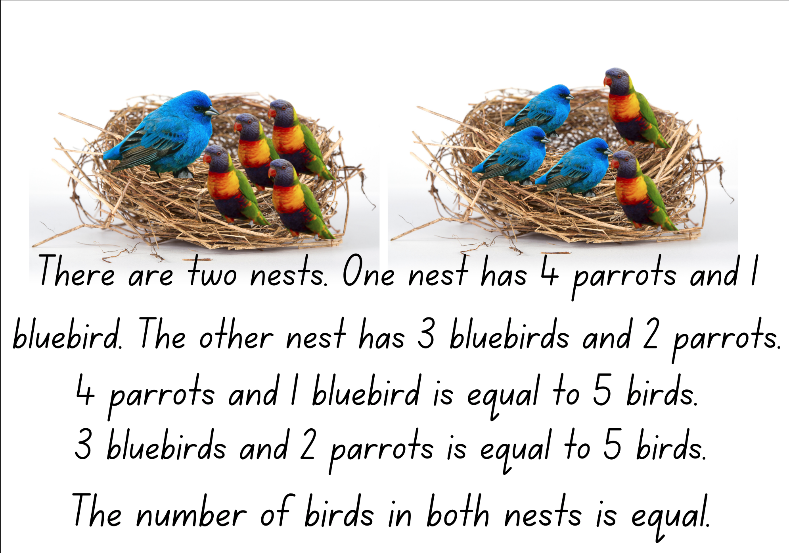 There are two nests. One nest has 4 parrots and 1
bluebird. The other nest has 3 bluebirds and 2 parrots.
4 parrots and 1 bluebird is equal to 5 birds.
3 bluebirds and 2 parrots is equal to 5 birds.
The number of birds in both nests is equal.